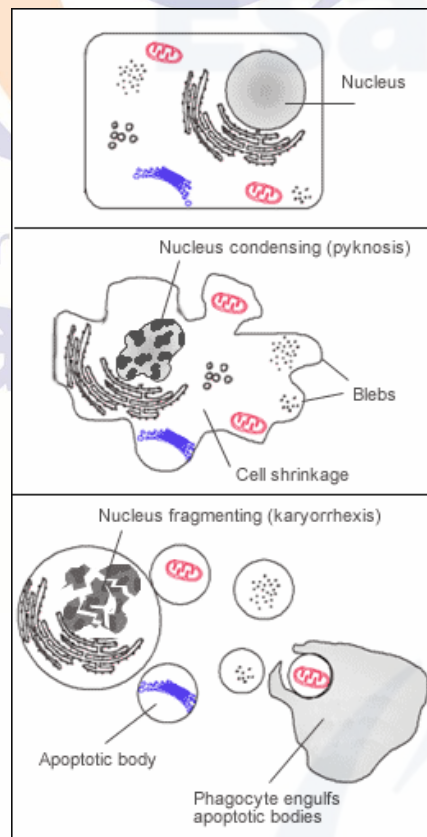 Nucleus
Nucleus condensing (pyknosis)
Blebs
Cell shrinkage
Nucleus fragmenting (karyorrhexis)
Apoptotic body
Phagocyte engulfs
apoptotic bodies